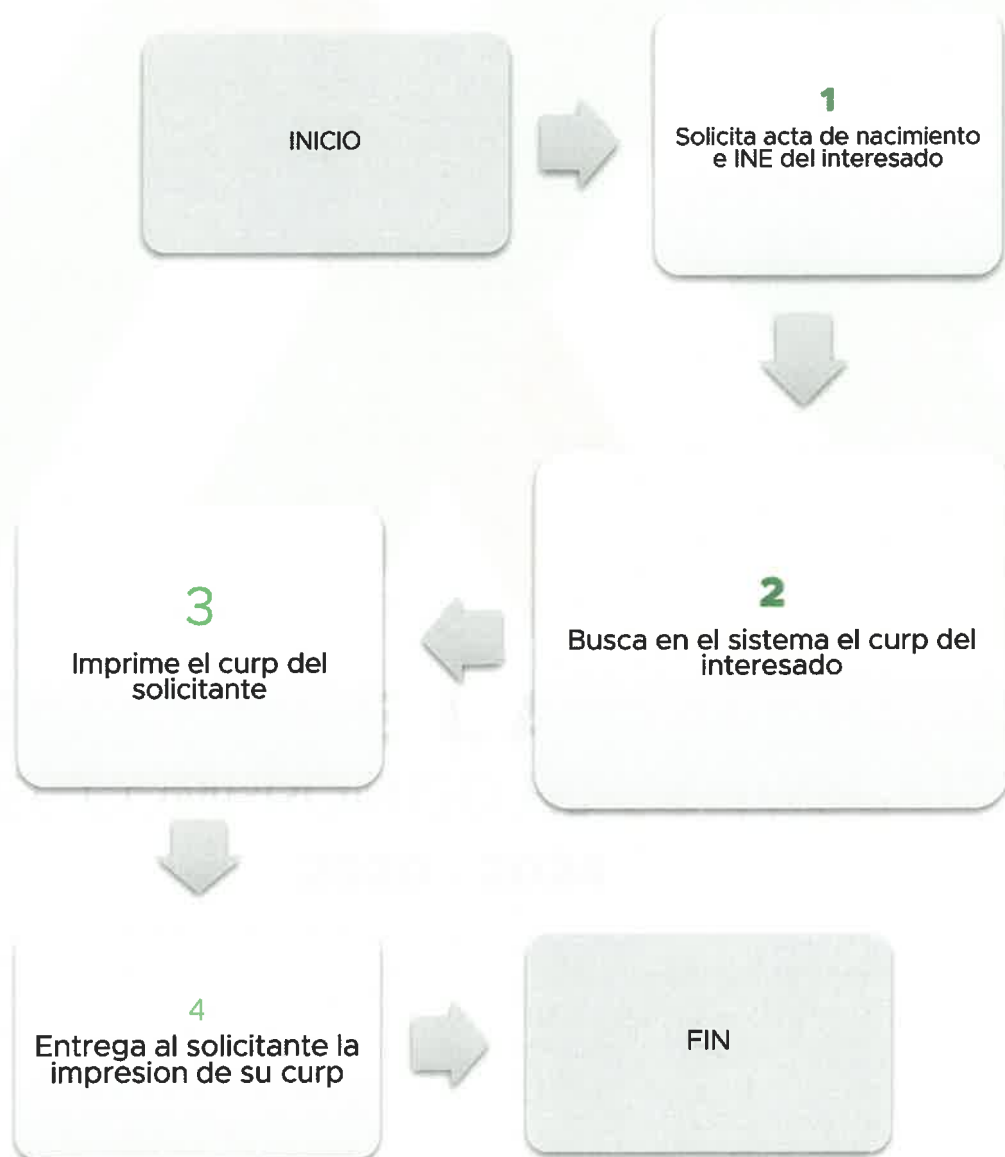 INICIO
1
Solicita acta de nacimiento
e INE del interesado
2
Busca en el sistema el curp del
interesado
3
Imprime el curp del
solicitante
4
Entrega al solicitante la
impresion de su curp
FIN